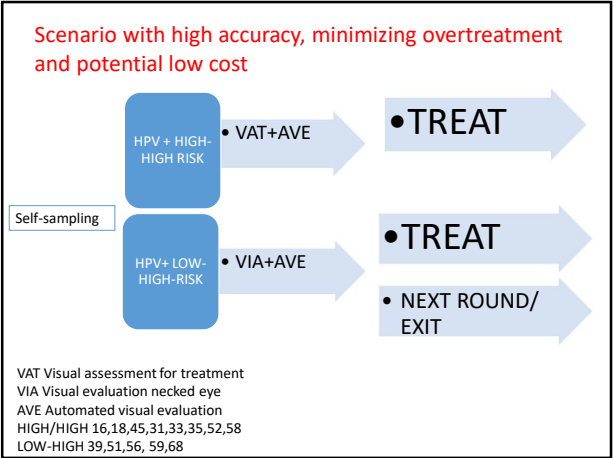 Scenario with high accuracy, minimizing overtreatment
and potential low cost
HPV + HIGH-
HIGH RISK
• VAT+AVE
•TREAT
Self-sampling
HPV+ LOW-
HIGH-RISK
• VIA+AVE
•TREAT
• NEXT ROUND/
EXIT
VAT Visual assessment for treatment
VIA Visual evaluation necked eye
AVE Automated visual evaluation
HIGH/HIGH 16,18,45,31,33,35,52,58
LOW-HIGH 39,51,56, 59,68